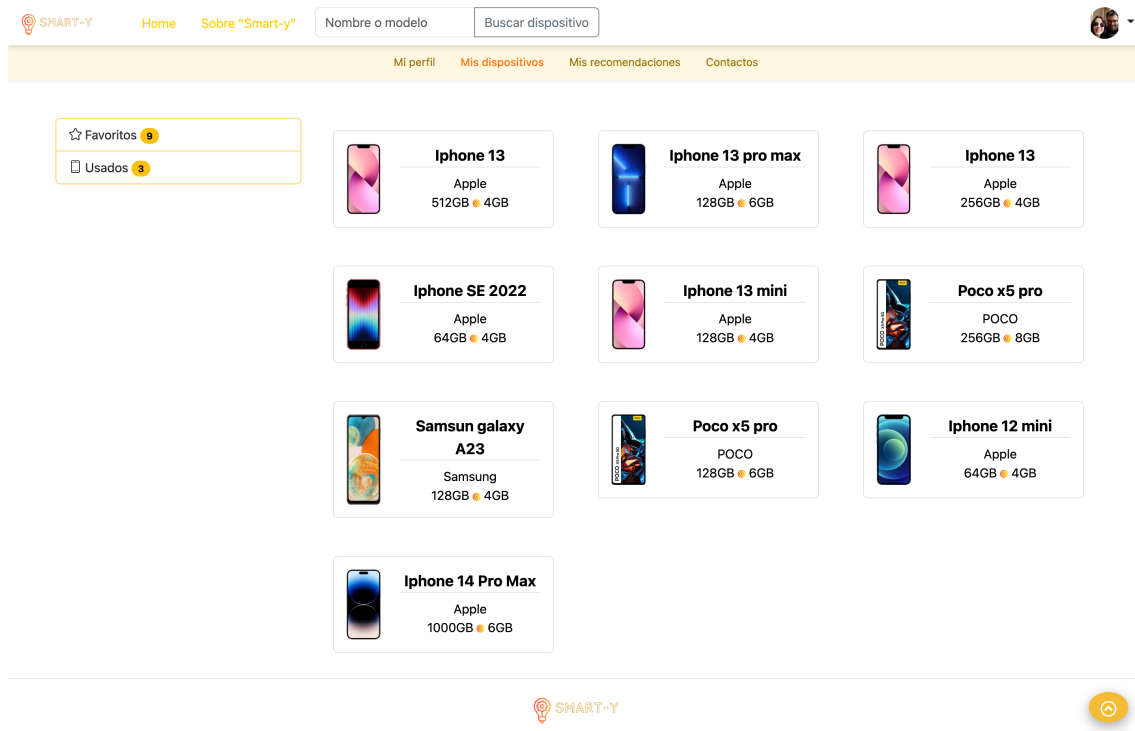 SMART-Y
Home
Sobre "Smart-y"
Nombre o modelo
Buscar dispositivo
Mi perfil
Mis dispositivos
Mis recomendaciones
Contactos
Favoritos 9
Usados 3
Iphone 13
Apple
512GB 4GB
Iphone 13 pro max
Apple
128GB 6GB
Iphone 13
Apple
256GB 4GB
Iphone SE 2022
Apple
64GB 4GB
Iphone 13 mini
Apple
128GB 4GB
POCO
Poco x5 pro
POCO
256GB 8GB
Samsun galaxy
A23
Samsung
128GB 4GB
POCO
Poco x5 pro
POCO
128GB 6GB
Iphone 12 mini
Apple
64GB 4GB
Iphone 14 Pro Max
Apple
1000GB 6GB
SMART-Y